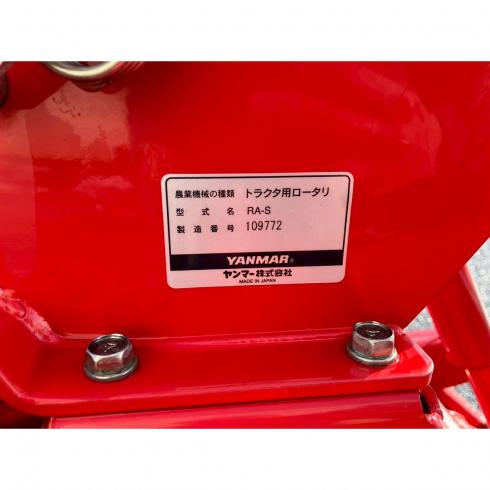 農業機械の種類 トラクタ用ロータリ
型式名 RA-S
製造番号 109772
YANMAR®
ヤンマー株式会社
MADE IN JAPAN